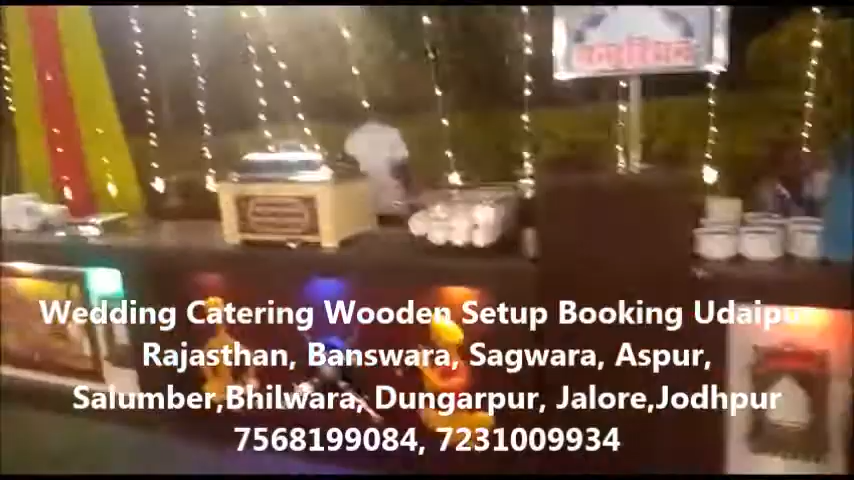 Wedding Catering Wooden Setup Booking Udaipur
Rajasthan, Banswara, Sagwara, Aspur,
Salumber,Bhilwara, Dungarpur, Jalore,Jodhpur
7568199084, 7231009934